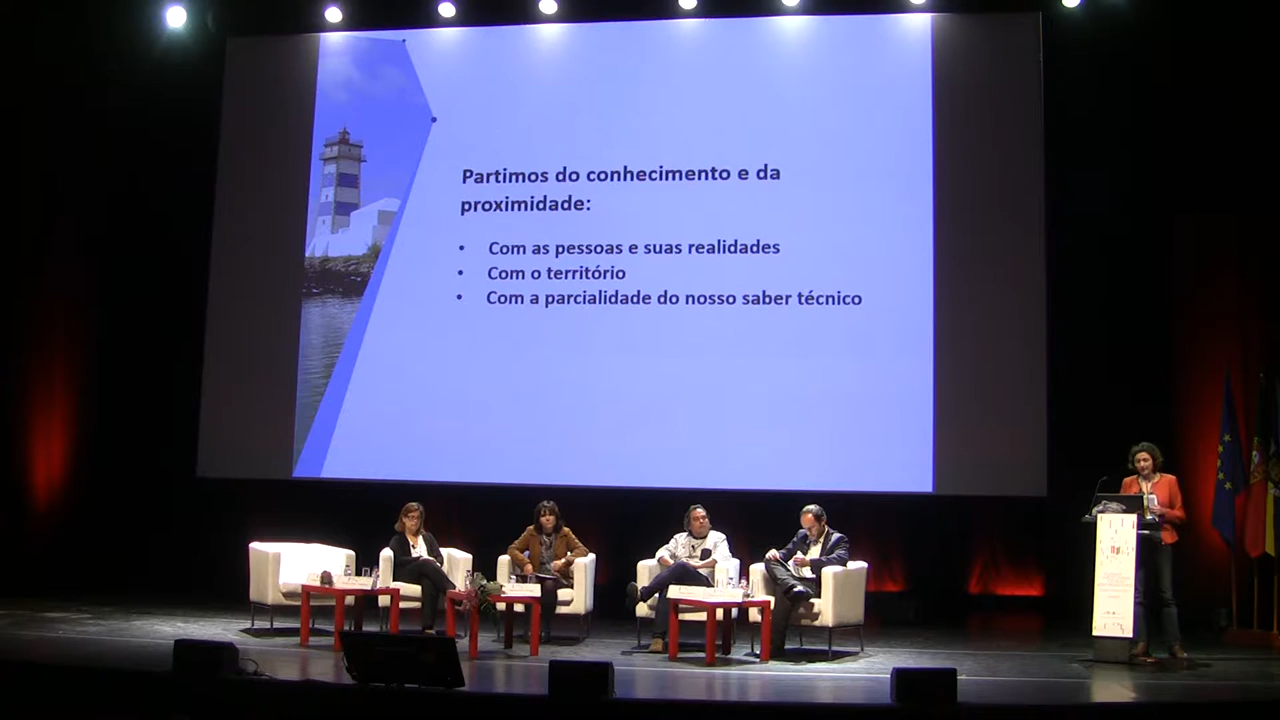 Partimos do conhecimento e da
proximidade:
• Com as pessoas e suas realidades
• Com o território
• Com a parcialidade do nosso saber técnico